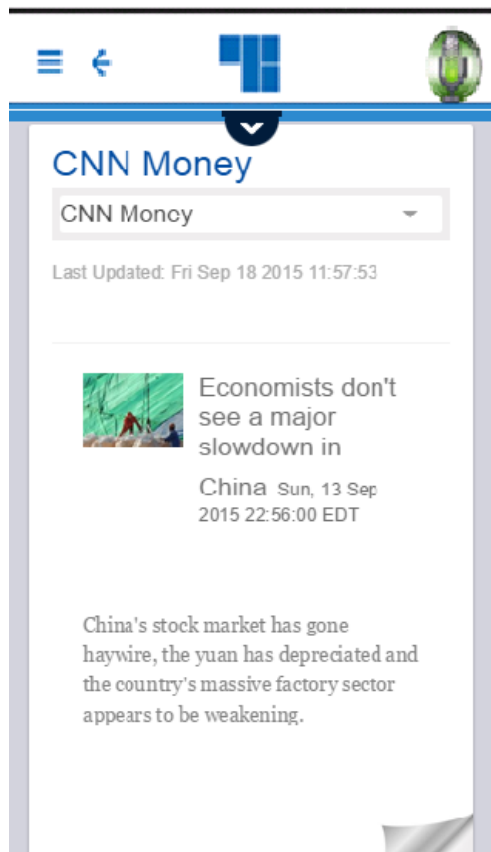 CNN Money
CNN Money
Last Updated: Fri Sep 18 2015 11:57:53
Economists don't
see a major
slowdown in
China Sun, 13 Sep
2015 22:56:00 EDT
China's stock market has gone
haywire, the yuan has depreciated and
the country's massive factory sector
appears to be weakening.